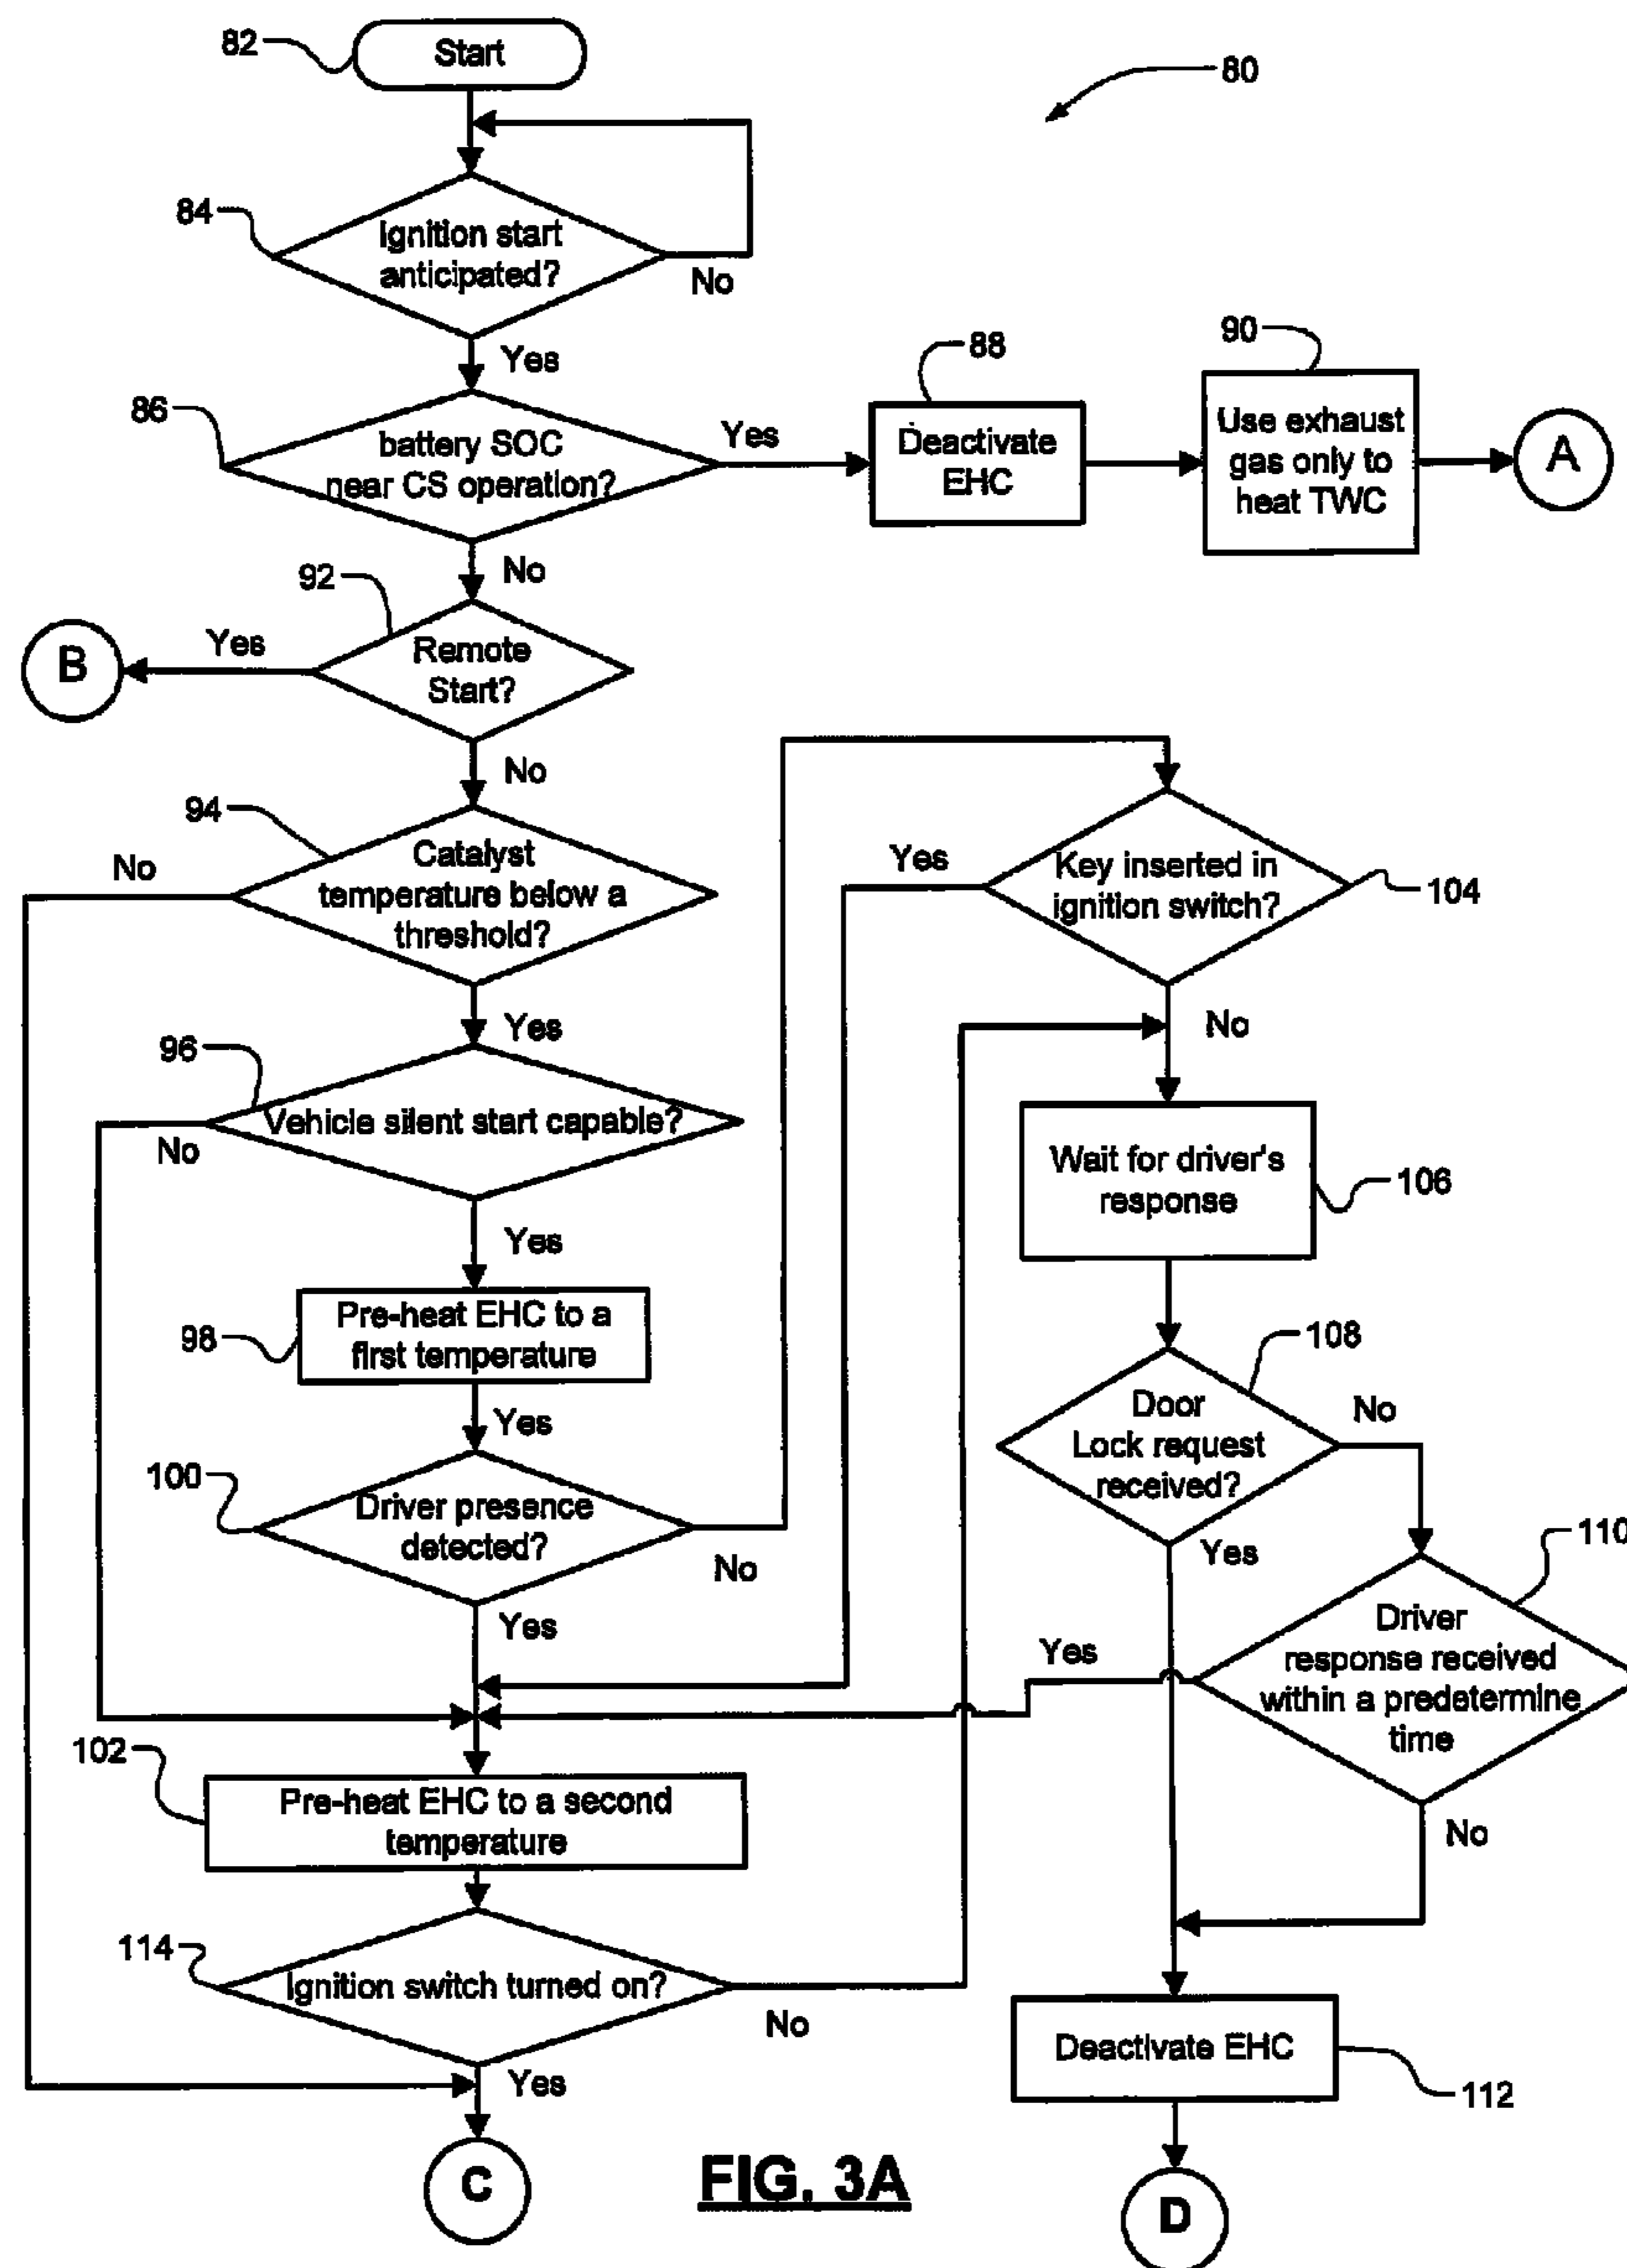 82
Start
80
84
Ignition start
anticipated?
No
Yes
86
battery SOC
near CS operation?
Yes
88
Deactivate
EHC
90
Use exhaust
gas only to
heat TWC
A
No
92
Remote
Start?
Yes
B
No
94
Catalyst
temperature below a
threshold?
No
Yes
96
Vehicle silent start capable?
No
Yes
98
Pre-heat EHC to a
first temperature
Yes
100
Driver presence
detected?
No
Yes
102
Pre-heat EHC to a second
temperature
114
Ignition switch turned on?
No
Yes
C
Key inserted in
ignition switch?
104
Yes
No
Wait for driver's
response
106
108
Door
Lock request
received?
No
Yes
110
Driver
response received
within a predetermine
time
Yes
No
Deactivate EHC
112
D
FIG. 3A